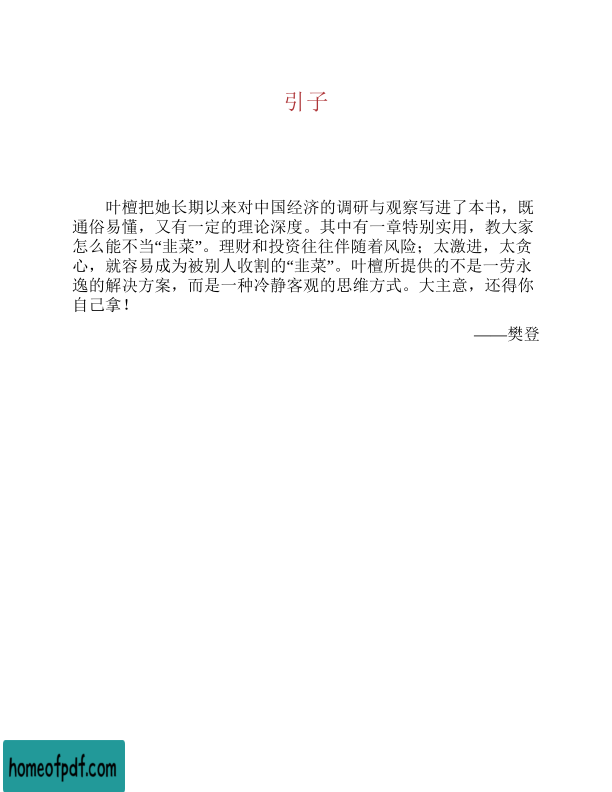 引子
叶檀把她长期以来对中国经济的调研与观察写进了本书，既
通俗易懂，又有一定的理论深度。其中有一章特别实用，教大家
怎么能不当“韭菜”。理财和投资往往伴随着风险；太激进，太贪
心，就容易成为被别人收割的“韭菜”。叶檀所提供的不是一劳永
逸的解决方案，而是一种冷静客观的思维方式。大主意，还得你
自己拿！
——樊登
homeofpdf.com